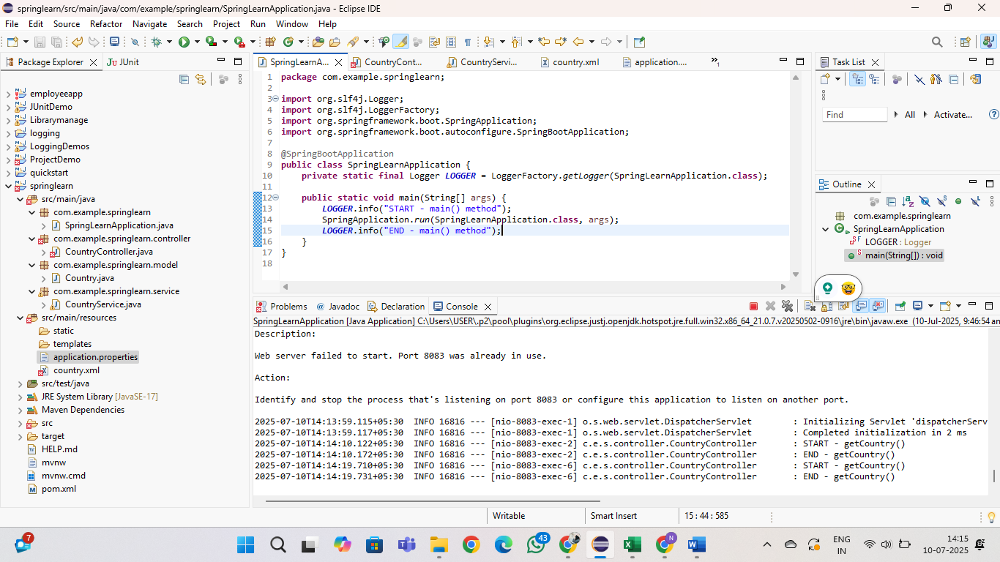 springlearn/src/main/java/com/example/springlearn/SpringLearnApplication.java - Eclipse IDE
File Edit Source Refactor Navigate Search Project Run Window Help
Package Explorer JUnit
employeeapp
JUnitDemo
Librarymanage
logging
LoggingDemos
ProjectDemo
quickstart
springlearn
src/main/java
com.example.springlearn
SpringLearnApplication.java
com.example.springlearn.controller
CountryController.java
com.example.springlearn.model
Country.java
com.example.springlearn.service
CountryService.java
src/main/resources
static
templates
application.properties
country.xml
src/test/java
JRE System Library [JavaSE-17]
Maven Dependencies
src
target
HELP.md
mvnw
mvnw.cmd
pom.xml
SpringLearnA... CountryCont... CountryServi... country.xml application.... »1
1 package com.example.springlearn;
2
3 import org.slf4j.Logger;
4 import org.slf4j.LoggerFactory;
5 import org.springframework.boot.SpringApplication;
6 import org.springframework.boot.autoconfigure.SpringBootApplication;
7
8 @SpringBootApplication
9 public class SpringLearnApplication {
10 private static final Logger LOGGER = LoggerFactory.getLogger(SpringLearnApplication.class);
11
12 public static void main(String[] args) {
13 LOGGER.info("START - main() method");
14 SpringApplication.run(SpringLearnApplication.class, args);
15 LOGGER.info("END - main() method");
16 }
17 }
18
Task List
Find All Activate...
Outline
com.example.springlearn
SpringLearnApplication
LOGGER : Logger
main(String[]) : void
Problems Javadoc Declaration Console
SpringLearnApplication [Java Application] C:\Users\USER\.p2\pool\plugins\org.eclipse.justj.openjdk.hotspot.jre.full.win32.x86_64_21.0.7.v20250502-0916\jre\bin\javaw.exe (10-Jul-2025, 9:46:54 an
Description:
Web server failed to start. Port 8083 was already in use.
Action:
Identify and stop the process that's listening on port 8083 or configure this application to listen on another port.
2025-07-10T14:13:59.115+05:30 INFO 16816 --- [nio-8083-exec-1] o.s.web.servlet.DispatcherServlet : Initializing Servlet 'dispatcherServ
2025-07-10T14:13:59.117+05:30 INFO 16816 --- [nio-8083-exec-1] o.s.web.servlet.DispatcherServlet : Completed initialization in 2 ms
2025-07-10T14:14:10.122+05:30 INFO 16816 --- [nio-8083-exec-2] c.e.s.controller.CountryController : START - getCountry()
2025-07-10T14:14:10.172+05:30 INFO 16816 --- [nio-8083-exec-2] c.e.s.controller.CountryController : END - getCountry()
2025-07-10T14:14:19.710+05:30 INFO 16816 --- [nio-8083-exec-6] c.e.s.controller.CountryController : START - getCountry()
2025-07-10T14:14:19.731+05:30 INFO 16816 --- [nio-8083-exec-6] c.e.s.controller.CountryController : END - getCountry()
Writable Smart Insert 15 : 44 : 585
7
43
N
ENG
IN
14:15
10-07-2025